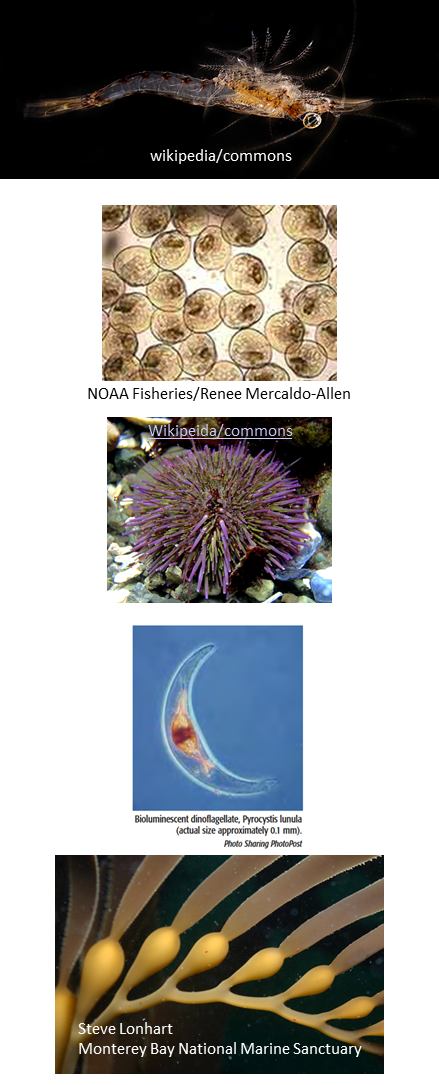 wikipedia/commons
NOAA Fisheries/Renee Mercaldo-Allen
Wikipeida/commons
Bioluminescent dinoflagellate, Pyrocystis lunula
(actual size approximately 0.1 mm).
Photo Sharing PhotoPost
Steve Lonhart
Monterey Bay National Marine Sanctuary